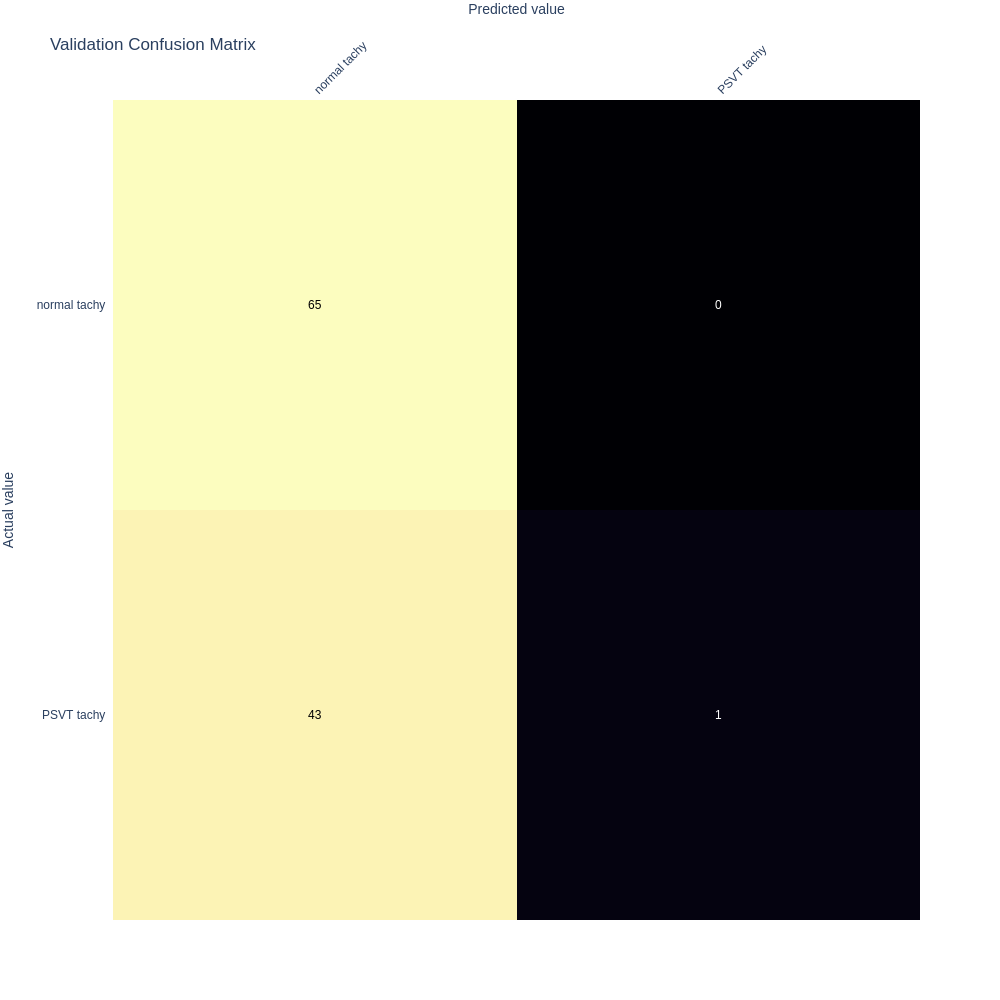 Predicted value
Validation Confusion Matrix
normal tachy
PSVT tachy
normal tachy
65
0
Actual value
PSVT tachy
43
1